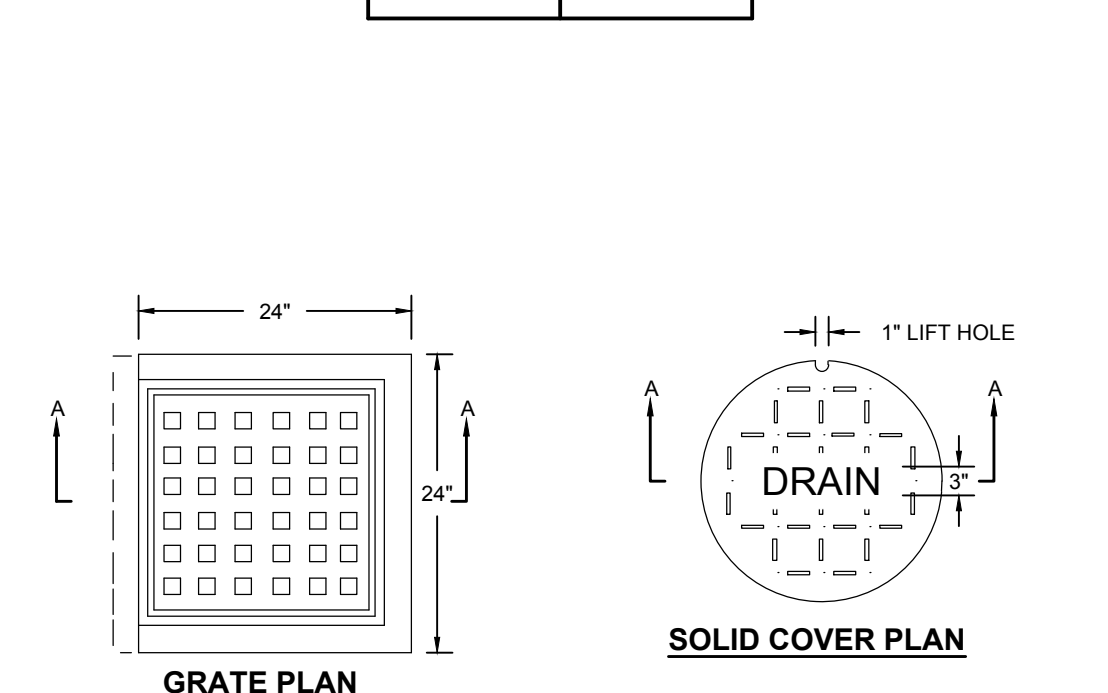 24"
1" LIFT HOLE
A
A
A
A
24"
DRAIN
3"
SOLID COVER PLAN
GRATE PLAN